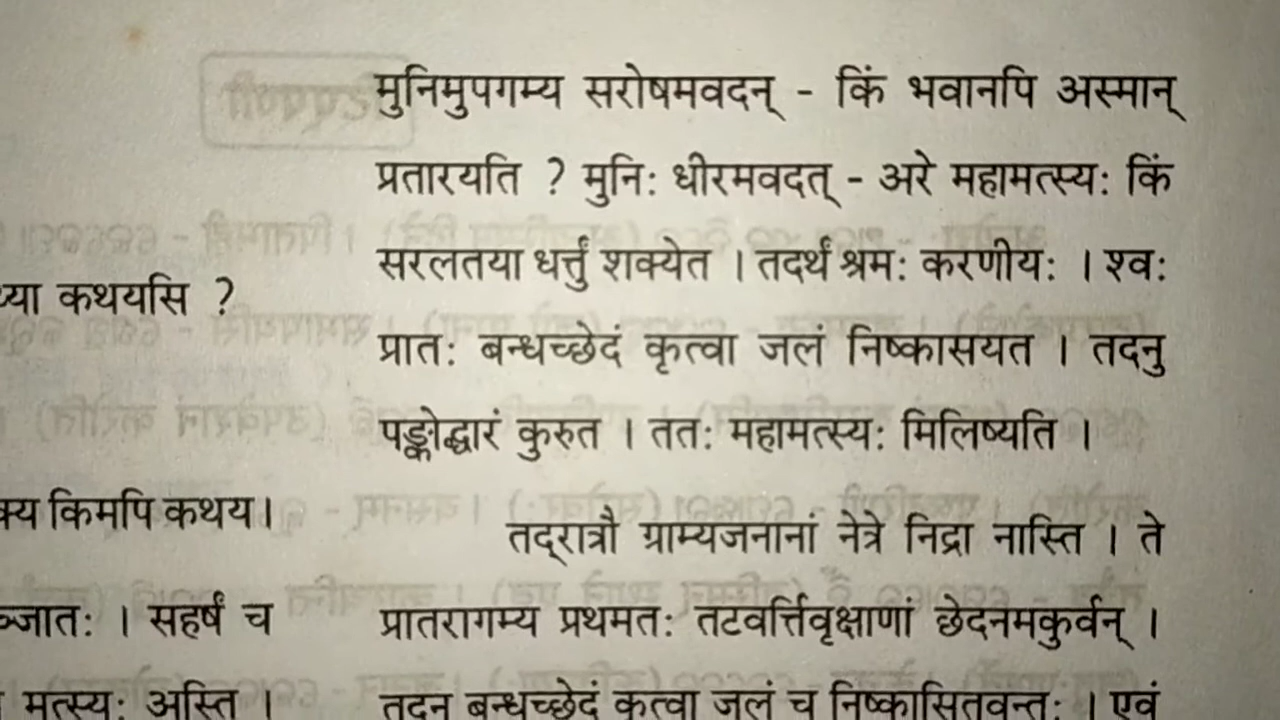 कथयसि ?
किमपि कथय।
सहर्षं च
मत्स्यः अस्ति ।
मुनिमुपगम्य सरोषमवदन् - किं भवानपि अस्मान्
प्रतारयति ? मुनिः धीरमवदत् - अरे महामत्स्यः किं
सरलतया धर्त्तुं शक्येत । तदर्थं श्रमः करणीयः । श्वः
प्रातः बन्धच्छेदं कृत्वा जलं निष्कासयत । तदनु
पङ्कोद्धारं कुरुत । ततः महामत्स्यः मिलिष्यति ।
तद्‌रात्रौ ग्राम्यजनानां नेत्रे निद्रा नास्ति । ते
प्रातरागम्य प्रथमतः तटवर्त्तिवृक्षाणां छेदनमकुर्वन् ।
तदनु बन्धच्छेदं कृत्वा जलं च निष्कासितवन्तः । एवं